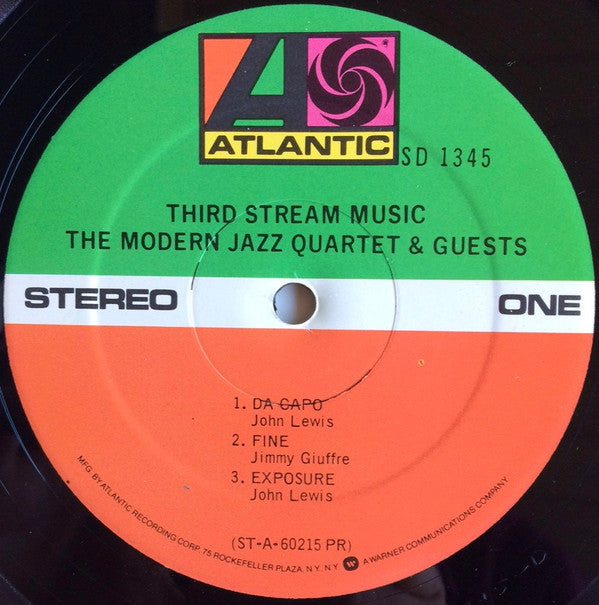 ATLANTIC
SD 1345
THIRD STREAM MUSIC
THE MODERN JAZZ QUARTET & GUESTS
STEREO
ONE
1. DA CAPO
John Lewis
2. FINE
Jimmy Giuffre
3. EXPOSURE
John Lewis
(ST-A-60215 PR)
MFG. BY ATLANTIC RECORDING CORP. 75 ROCKEFELLER PLAZA, N.Y. N.Y. W A WARNER COMMUNICATIONS COMPANY